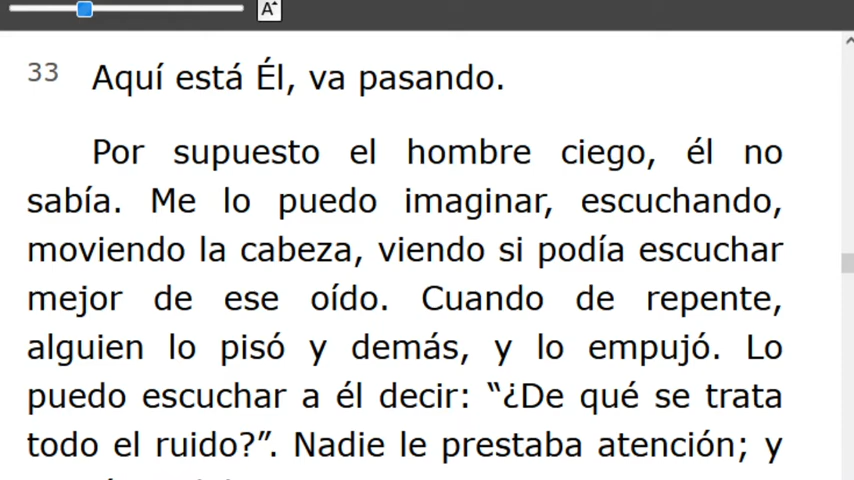 A
33 Aquí está Él, va pasando.
Por supuesto el hombre ciego, él no
sabía. Me lo puedo imaginar, escuchando,
moviendo la cabeza, viendo si podía escuchar
mejor de ese oído. Cuando de repente,
alguien lo pisó y demás, y lo empujó. Lo
puedo escuchar a él decir: “¿De qué se trata
todo el ruido?”. Nadie le prestaba atención; y